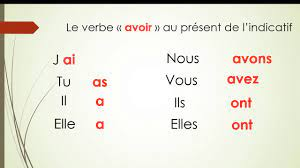 Le verbe « avoir » au présent de l'indicatif
J ai
Tu as
Il a
Elle a
Nous avons
Vous avez
Ils ont
Elles ont